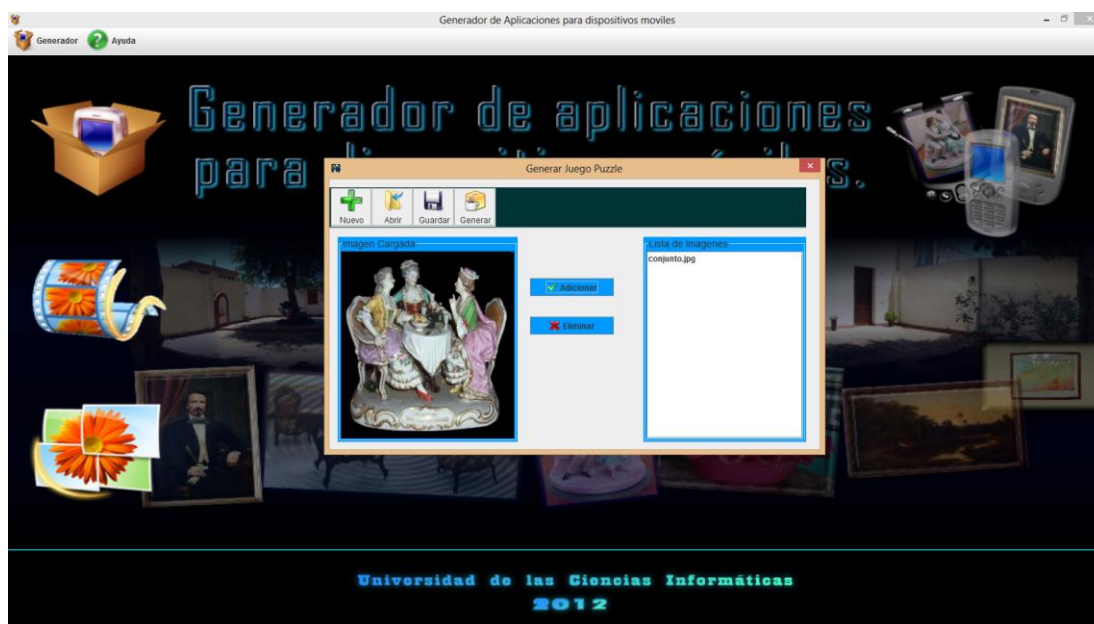 Generador de Aplicaciones para dispositivos moviles
Generador Ayuda
Generador de aplicaciones
para
s.
Generar Juego Puzzle
Nuevo Abrir Guardar Generar
Imagen Cargada
Lista de Imagenes
conjunto.jpg
Adicionar
Eliminar
Universidad de las Ciencias Informáticas
2012